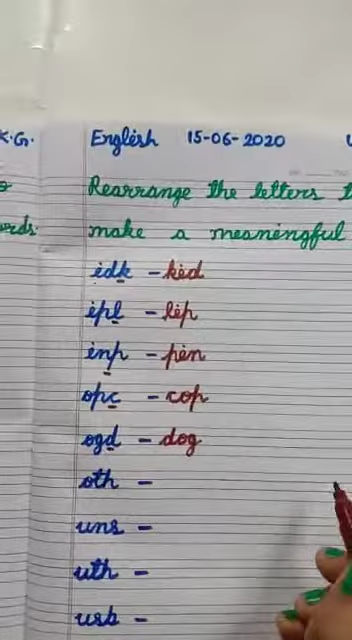 K.G. English 15-06-2020
Rearrange the letters
words make a meaningful
idk - kid
ipl - lip
inp - pin
opc - cop
ogd - dog
oth -
uns -
uth -
usb -